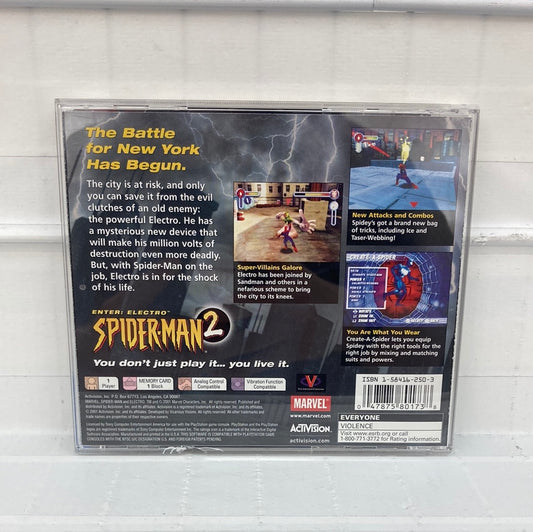 The Battle
for New York
Has Begun.
The city is at risk, and only
you can save it from the evil
clutches of an old enemy:
the powerful Electro. He has
a mysterious new device that
will make his million volts of
destruction even more deadly.
But, with Spider-Man on the
job, Electro is in for the shock
of his life.
Super-Villains Galore
Electro has been joined by
Sandman and others in a
nefarious scheme to bring
the city to its knees.
New Attacks and Combos
Spidey's got a brand new bag
of tricks, including Ice and
Taser-Webbing!
CREATE-A-SPIDER
You Are What You Wear
Create-A-Spider lets you equip
Spidey with the right tools for the
right job by mixing and matching
suits and powers.
ENTER: ELECTRO
SPIDER-MAN 2
You don't just play it... you live it.
1 Player
MEMORY CARD
1 Block
Analog Control
Compatible
Vibration Function
Compatible
MARVEL
www.marvel.com
ACTIVISION
activision.com
ISBN 1-58416-250-3
0 47875 80173 8
EVERYONE
VIOLENCE
Visit www.esrb.org or call
1-800-771-3772 for Rating Info.